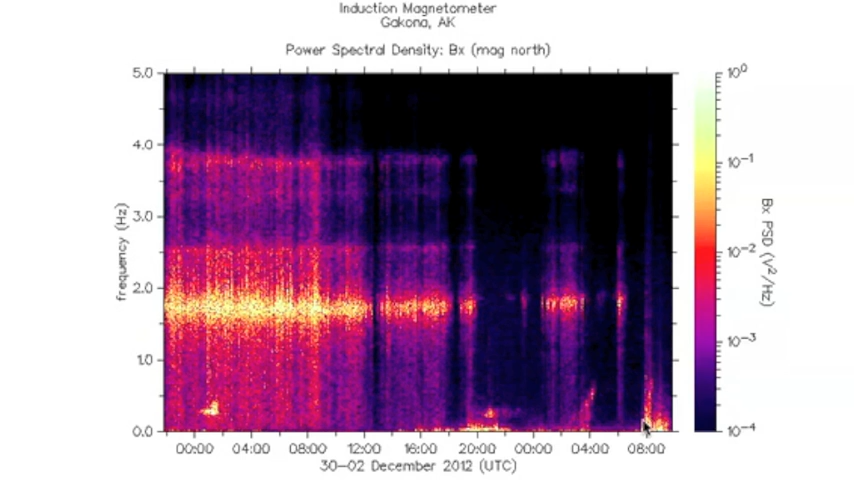 Induction Magnetometer
Gakona, AK
Power Spectral Density: Bx (mag north)
5.0
4.0
3.0
2.0
1.0
0.0
frequency (Hz)
00:00 04:00 08:00 12:00 16:00 20:00 00:00 04:00 08:00
30-02 December 2012 (UTC)
10⁰
10⁻¹
10⁻²
10⁻³
10⁻⁴
Bx PSD (V²/Hz)